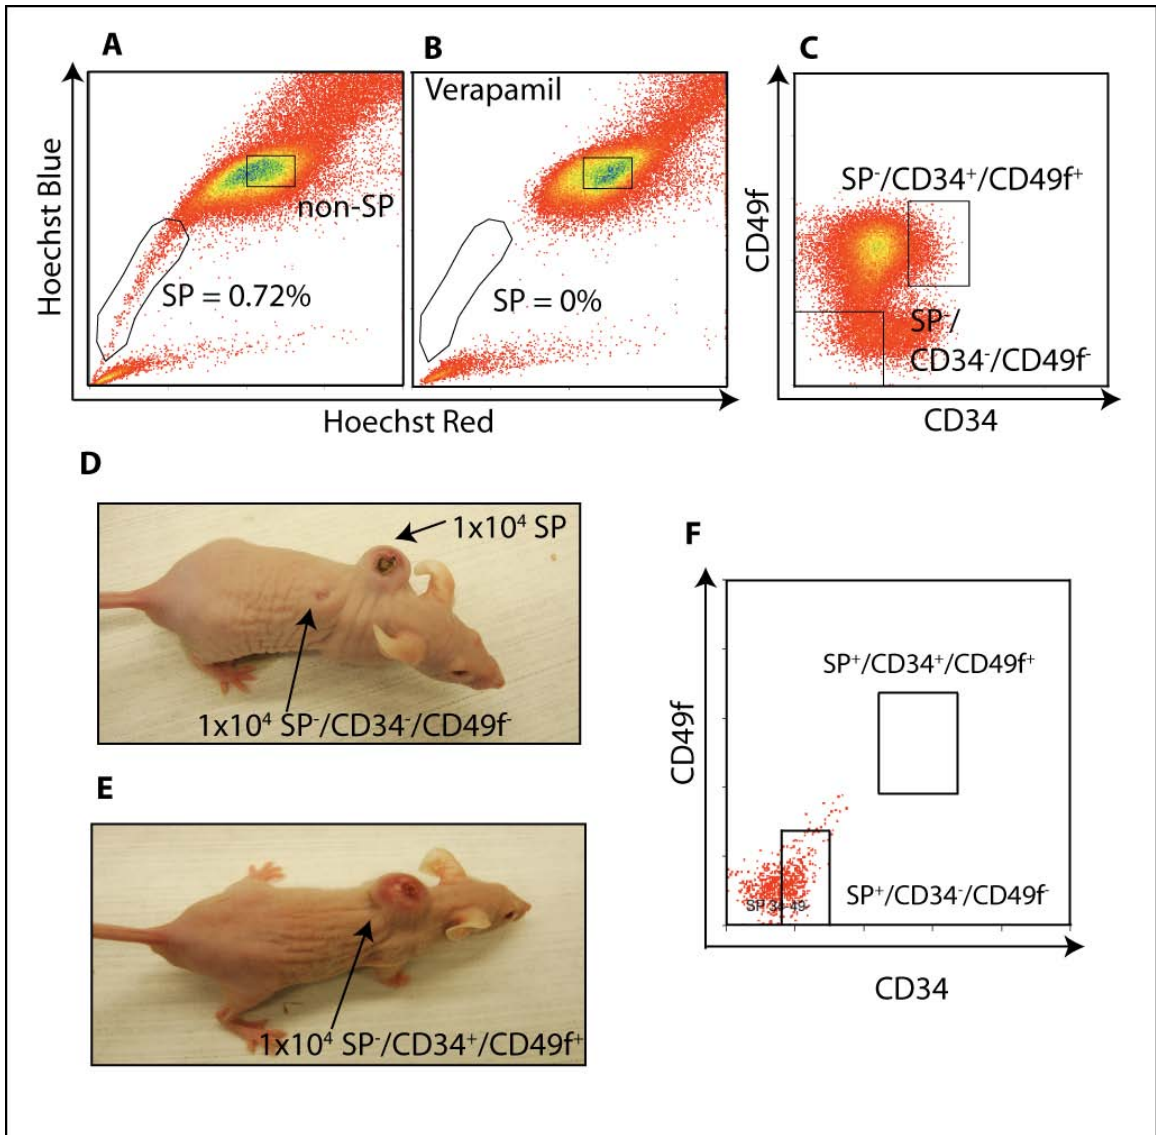 A
B
C
Verapamil
Hoechst Blue
non-SP
SP = 0.72%
SP = 0%
Hoechst Red
CD49f
SP⁻/CD34⁺/CD49f⁺
SP⁻/
CD34⁻/CD49f⁻
CD34
D
1x10⁴ SP
1x10⁴ SP⁻/CD34⁻/CD49f⁻
E
1x10⁴ SP⁻/CD34⁺/CD49f⁺
F
CD49f
SP⁺/CD34⁺/CD49f⁺
SP⁺/CD34⁻/CD49f⁻
CD34